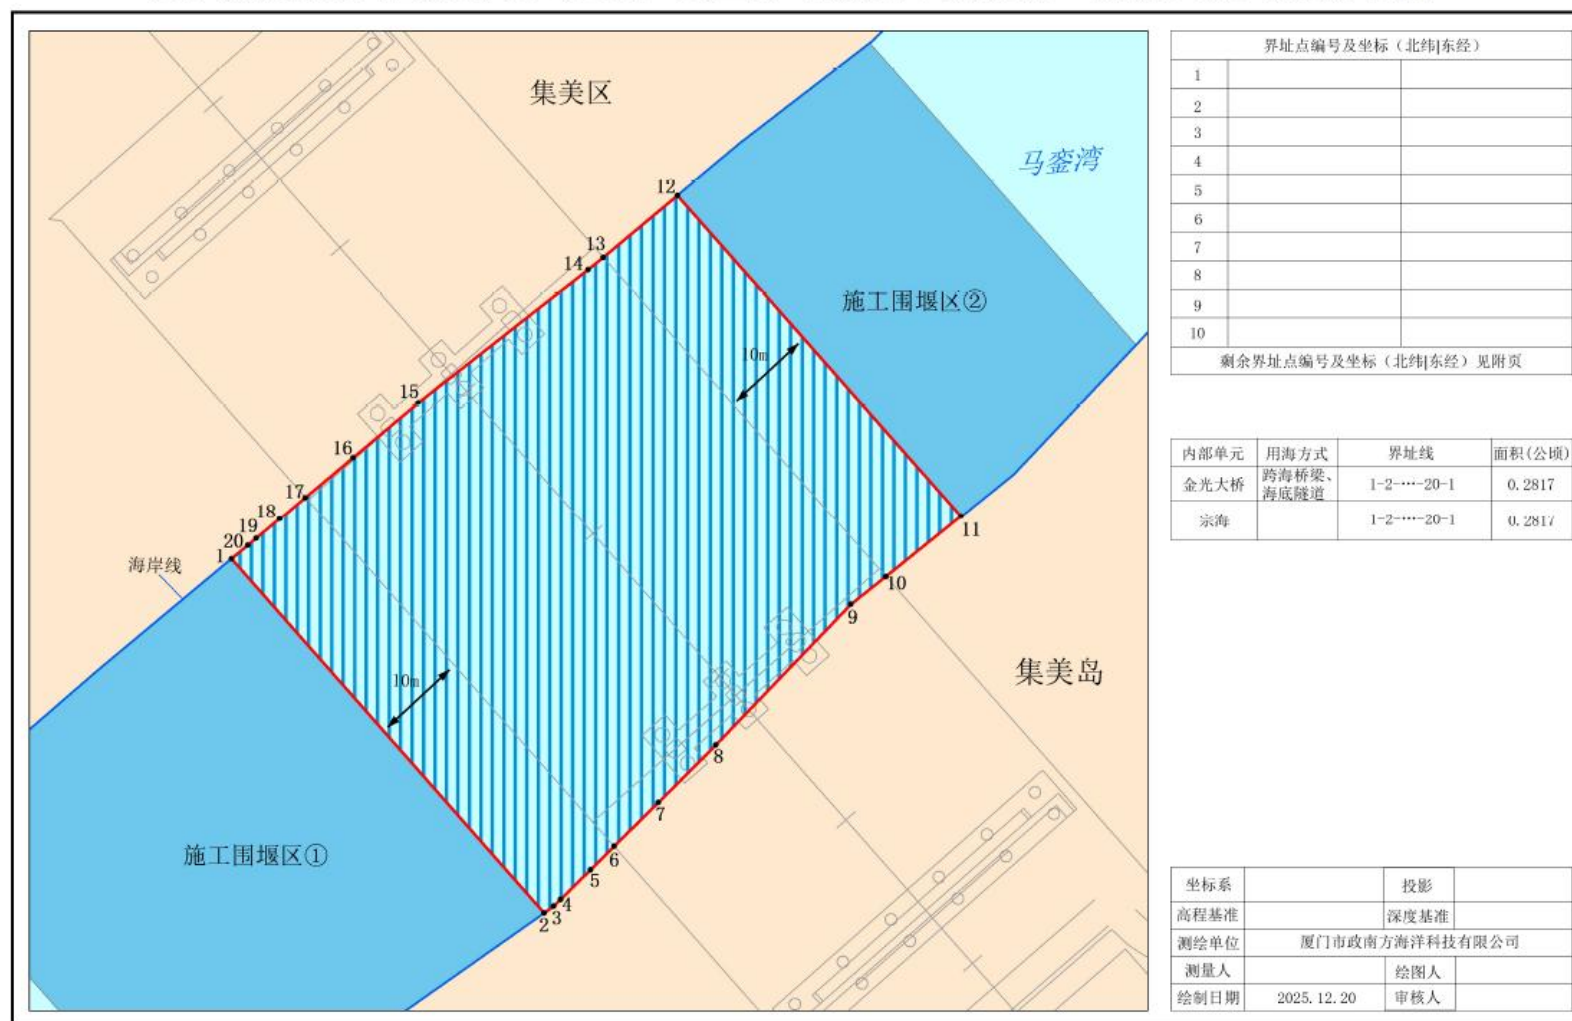 集美区
马銮湾
12
13
14
施工围堰区②
10m
15
16
17
18
19
20
1
海岸线
11
10
9
集美岛
10m
8
7
施工围堰区①
6
5
4
3
2
界址点编号及坐标（北纬|东经）
1
2
3
4
5
6
7
8
9
10
剩余界址点编号及坐标（北纬|东经）见附页
内部单元 用海方式 界址线 面积(公顷)
金光大桥 跨海桥梁、海底隧道 1-2-…-20-1 0.2817
宗海 1-2-…-20-1 0.2817
坐标系 投影
高程基准 深度基准
测绘单位 厦门市政南方海洋科技有限公司
测量人 绘图人
绘制日期 2025.12.20 审核人